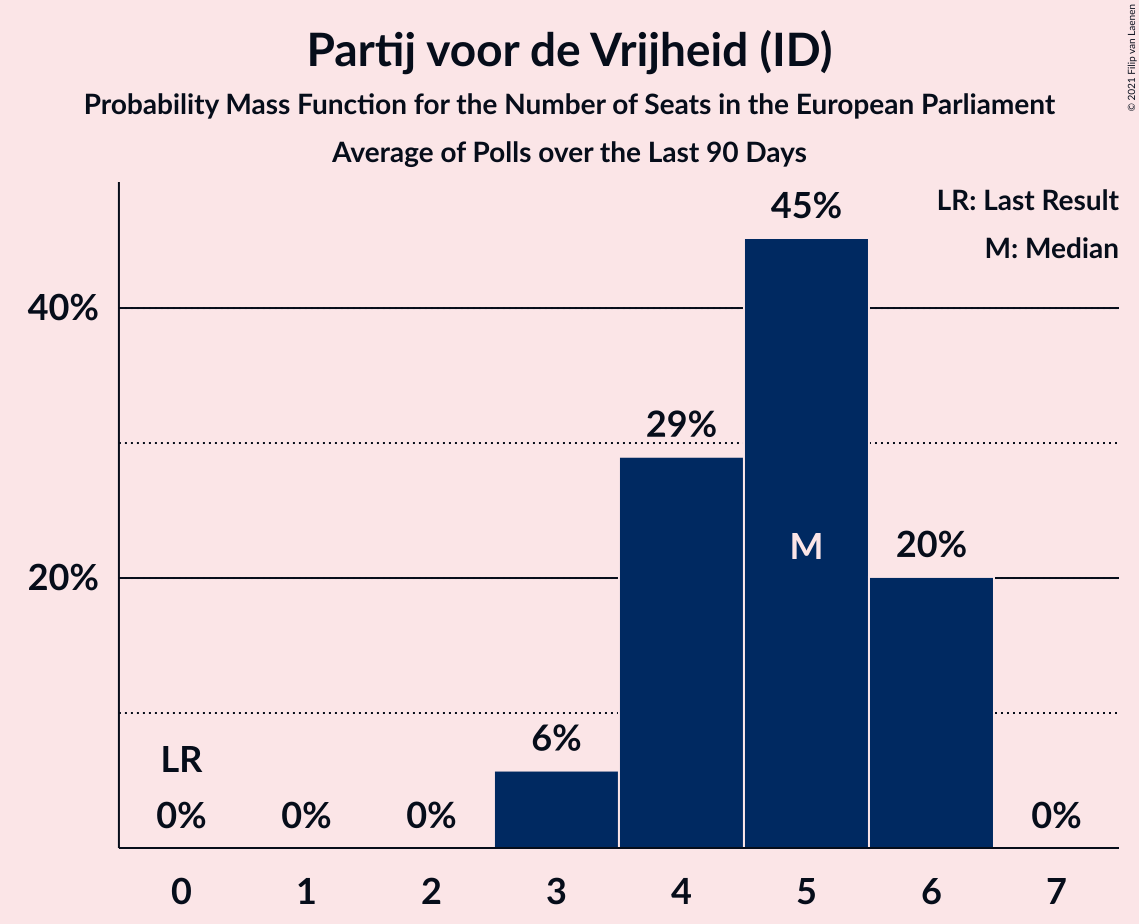 Partij voor de Vrijheid (ID)
Probability Mass Function for the Number of Seats in the European Parliament
Average of Polls over the Last 90 Days
© 2021 Filip van Laenen
LR: Last Result
M: Median
45%
40%
29%
M
20%
20%
6%
LR
0%
0%
0%
0%
0
1
2
3
4
5
6
7